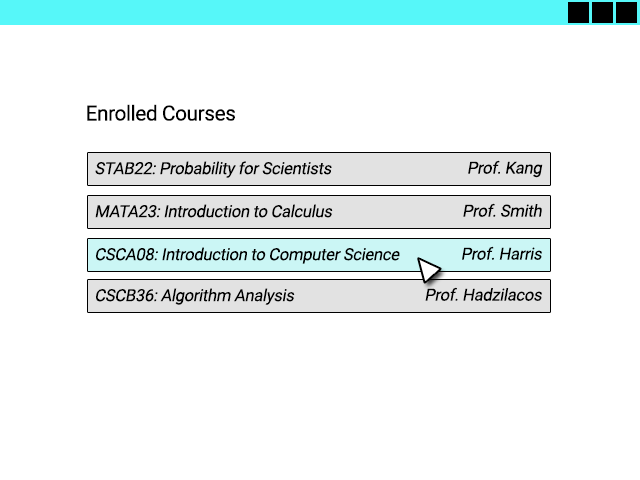 Enrolled Courses
STAB22: Probability for Scientists Prof. Kang
MATA23: Introduction to Calculus Prof. Smith
CSCA08: Introduction to Computer Science Prof. Harris
CSCB36: Algorithm Analysis Prof. Hadzilacos